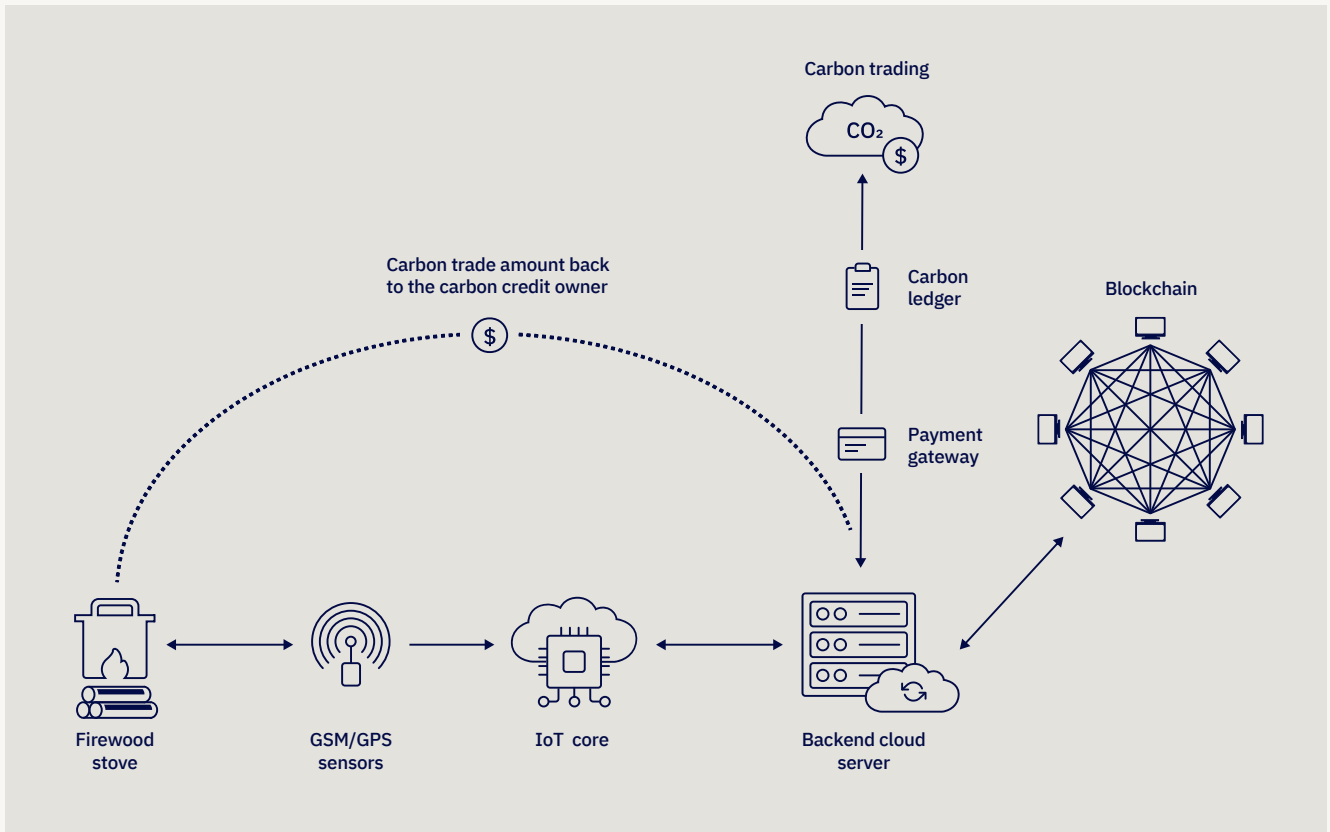 Carbon trading
CO₂
$
Carbon trade amount back
to the carbon credit owner
$
Carbon
ledger
Blockchain
Payment
gateway
Firewood
stove
GSM/GPS
sensors
IoT core
Backend cloud
server